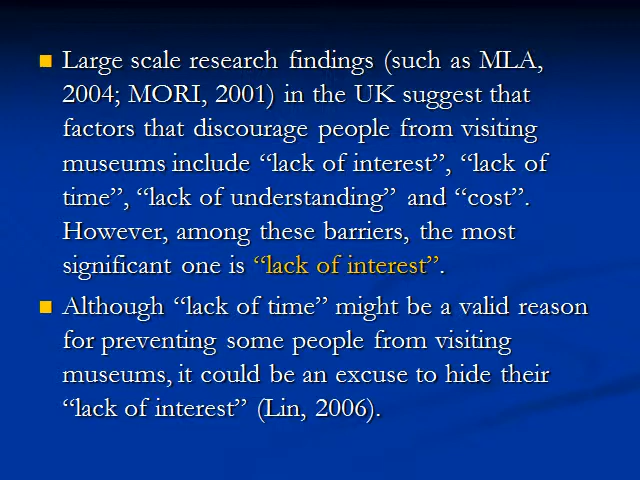 Large scale research findings (such as MLA,
2004; MORI, 2001) in the UK suggest that
factors that discourage people from visiting
museums include “lack of interest”, “lack of
time”, “lack of understanding” and “cost”.
However, among these barriers, the most
significant one is “lack of interest”.
Although “lack of time” might be a valid reason
for preventing some people from visiting
museums, it could be an excuse to hide their
“lack of interest” (Lin, 2006).